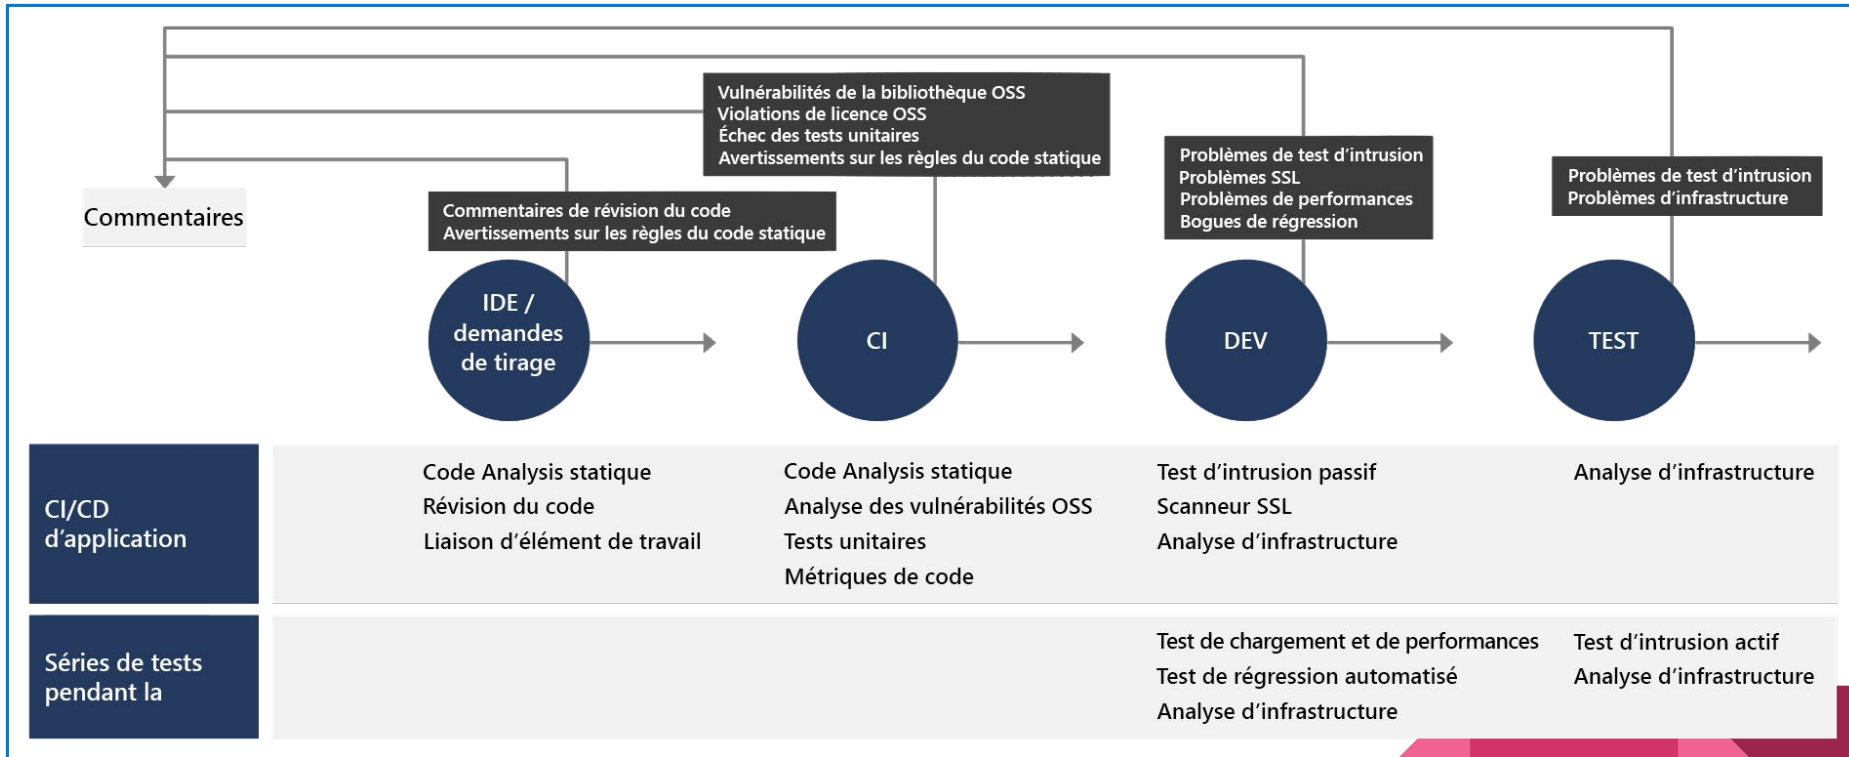 Vulnérabilités de la bibliothèque OSS
Violations de licence OSS
Échec des tests unitaires
Avertissements sur les règles du code statique
Problèmes de test d’intrusion
Problèmes SSL
Problèmes de performances
Bogues de régression
Problèmes de test d’intrusion
Problèmes d’infrastructure
Commentaires
Commentaires de révision du code
Avertissements sur les règles du code statique
IDE /
demandes
de tirage
CI
DEV
TEST
CI/CD
d’application
Code Analysis statique
Révision du code
Liaison d’élément de travail
Code Analysis statique
Analyse des vulnérabilités OSS
Tests unitaires
Métriques de code
Test d’intrusion passif
Scanneur SSL
Analyse d’infrastructure
Analyse d’infrastructure
Séries de tests
pendant la
Test de chargement et de performances
Test de régression automatisé
Analyse d’infrastructure
Test d’intrusion actif
Analyse d’infrastructure